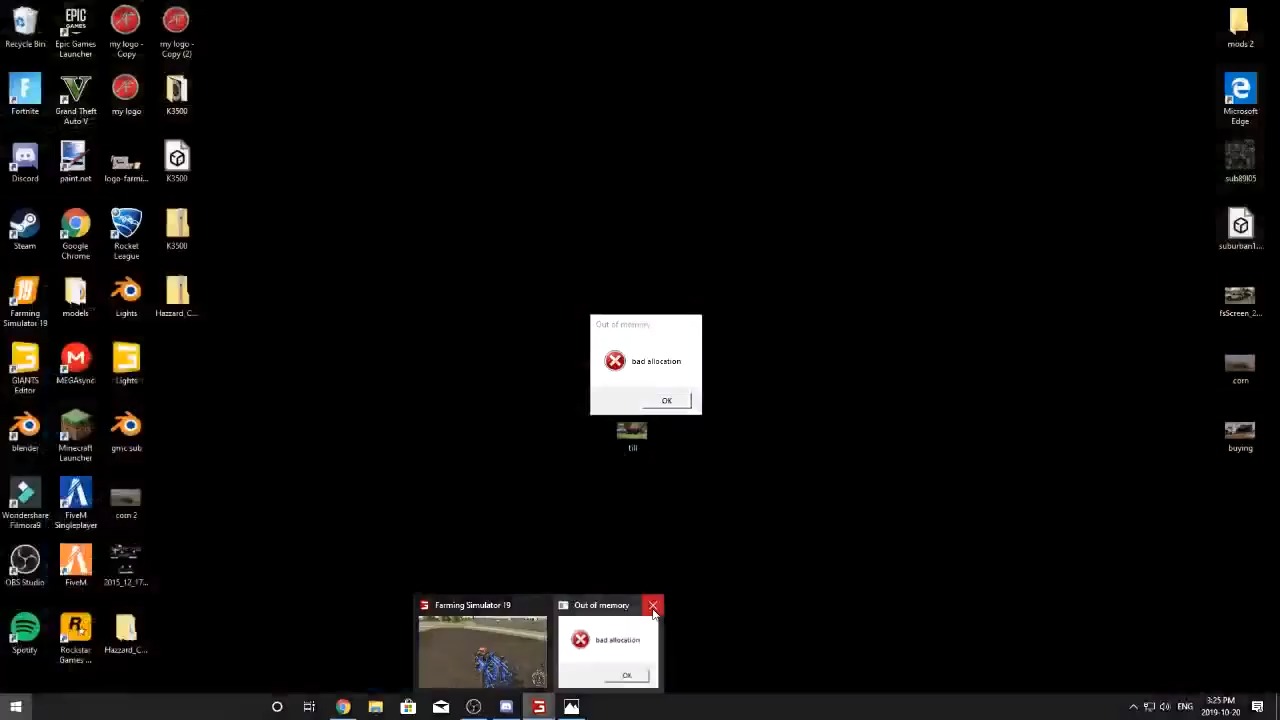 Recycle Bin
Epic Games
Launcher
my logo -
Copy
my logo -
Copy (2)
mods 2
Fortnite
Grand Theft
Auto V
my logo
K3500
Microsoft
Edge
Discord
paint.net
logo-farmi...
K3500
sub89l05
Steam
Google
Chrome
Rocket
League
K3500
suburban1...
Farming
Simulator 19
models
Lights
Hazzard_C...
fsScreen_2...
Out of memory
bad allocation
OK
GIANTS
Editor
MEGAsync
Lights
corn
blender
Minecraft
Launcher
gmc sub
till
buying
Wondershare
Filmora9
FiveM
Singleplayer
corn 2
OBS Studio
FiveM
2015_12_17...
Spotify
Rockstar
Games ...
Hazzard_C...
Farming Simulator 19
Out of memory
bad allocation
OK
ENG
3:25 PM
2019-10-20